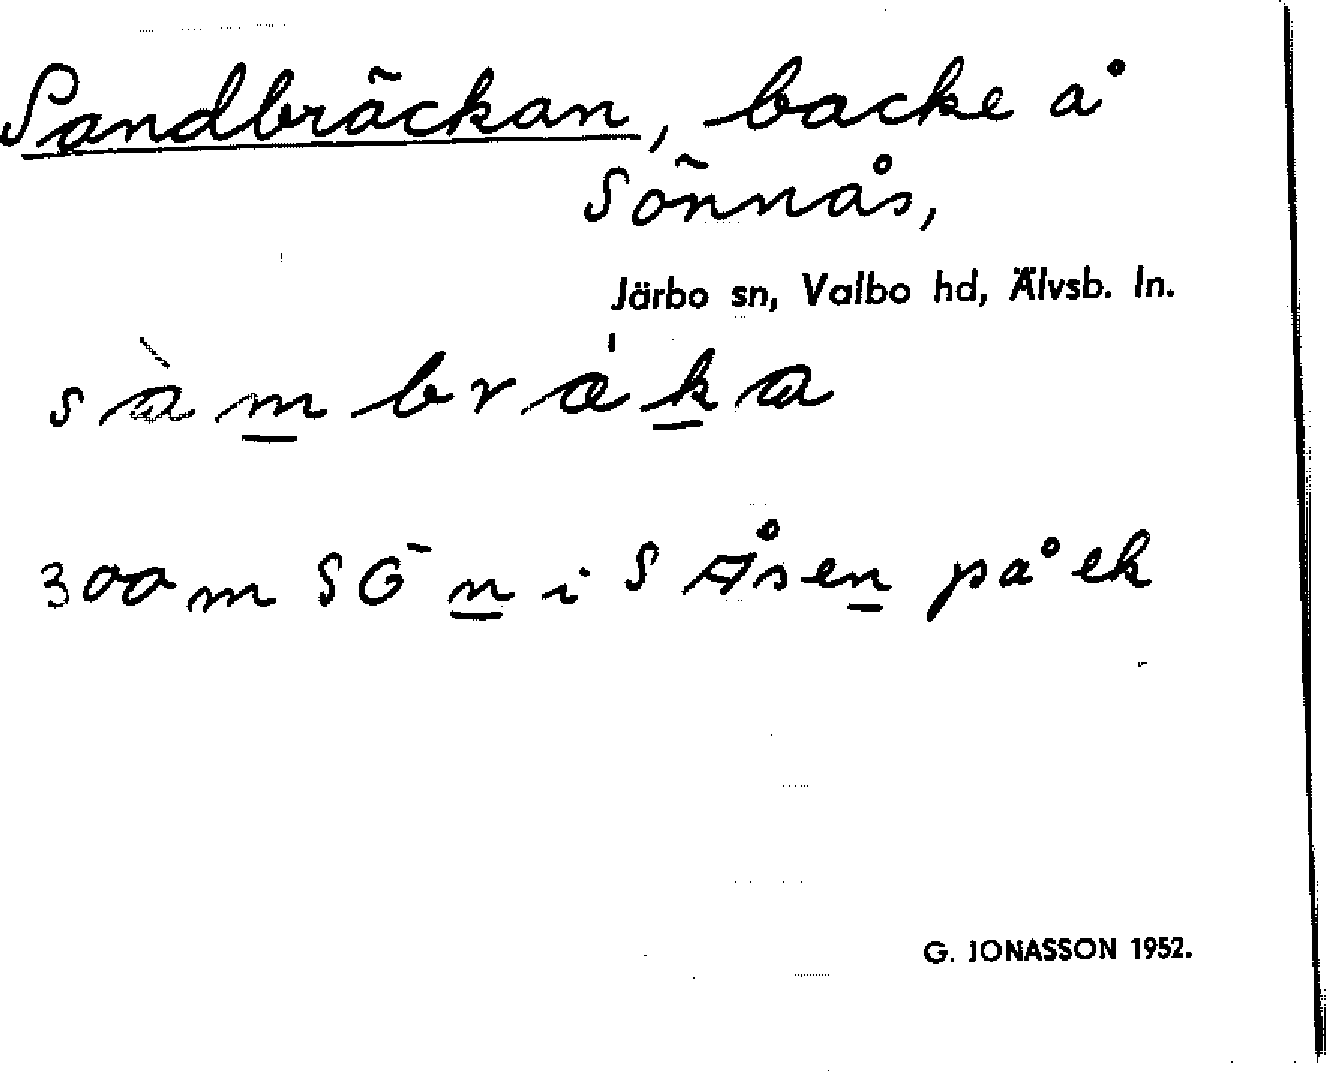 Sandbräckan, backe å
Sönnås,
Järbo sn, Valbo hd, Älvsb. ln.
sàmbráka
300 m SÖ n i S Åsen på ek
G. JONASSON 1952.